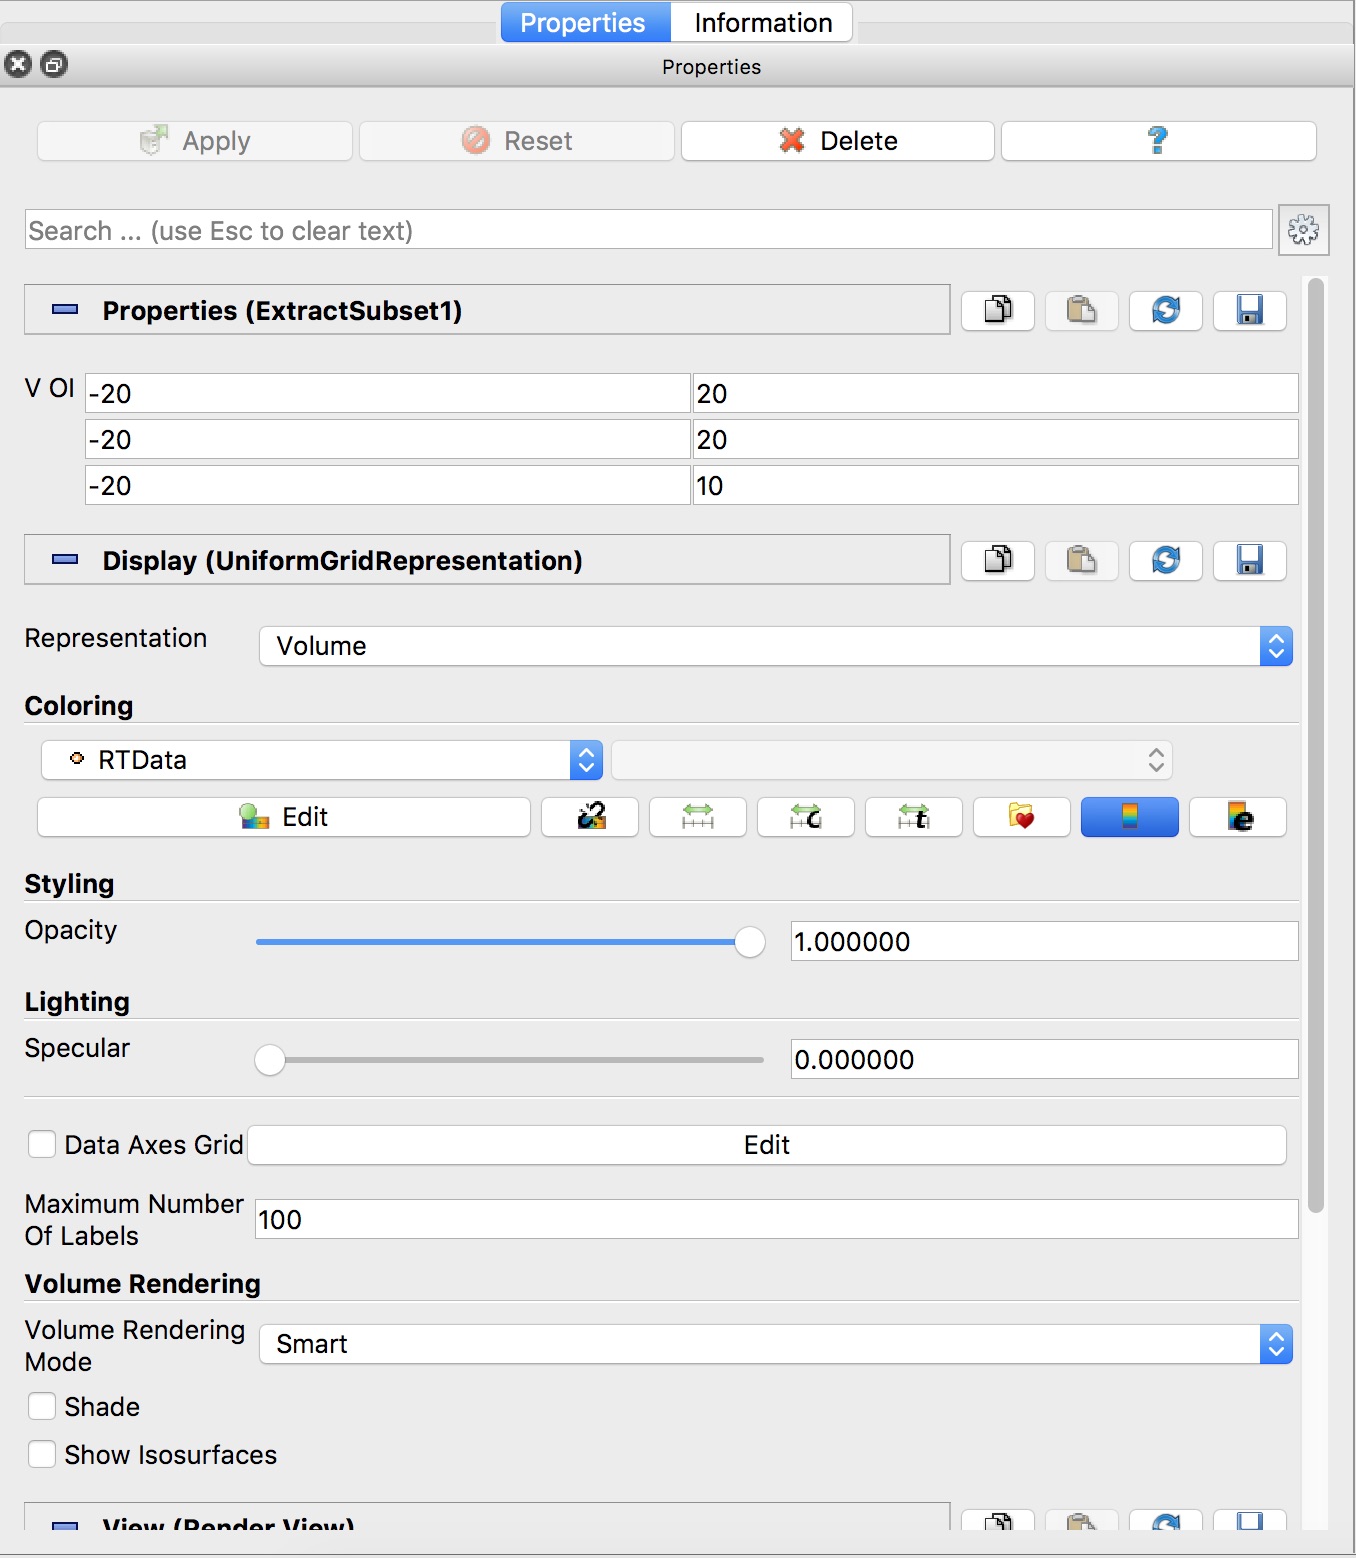 Properties Information
Properties
Apply Reset Delete ?
Search ... (use Esc to clear text)
Properties (ExtractSubset1)
V OI -20 20
-20 20
-20 10
Display (UniformGridRepresentation)
Representation Volume
Coloring
RTData
Edit c t e
Styling
Opacity 1.000000
Lighting
Specular 0.000000
Data Axes Grid Edit
Maximum Number
Of Labels 100
Volume Rendering
Volume Rendering
Mode Smart
Shade
Show Isosurfaces
View (Render View)